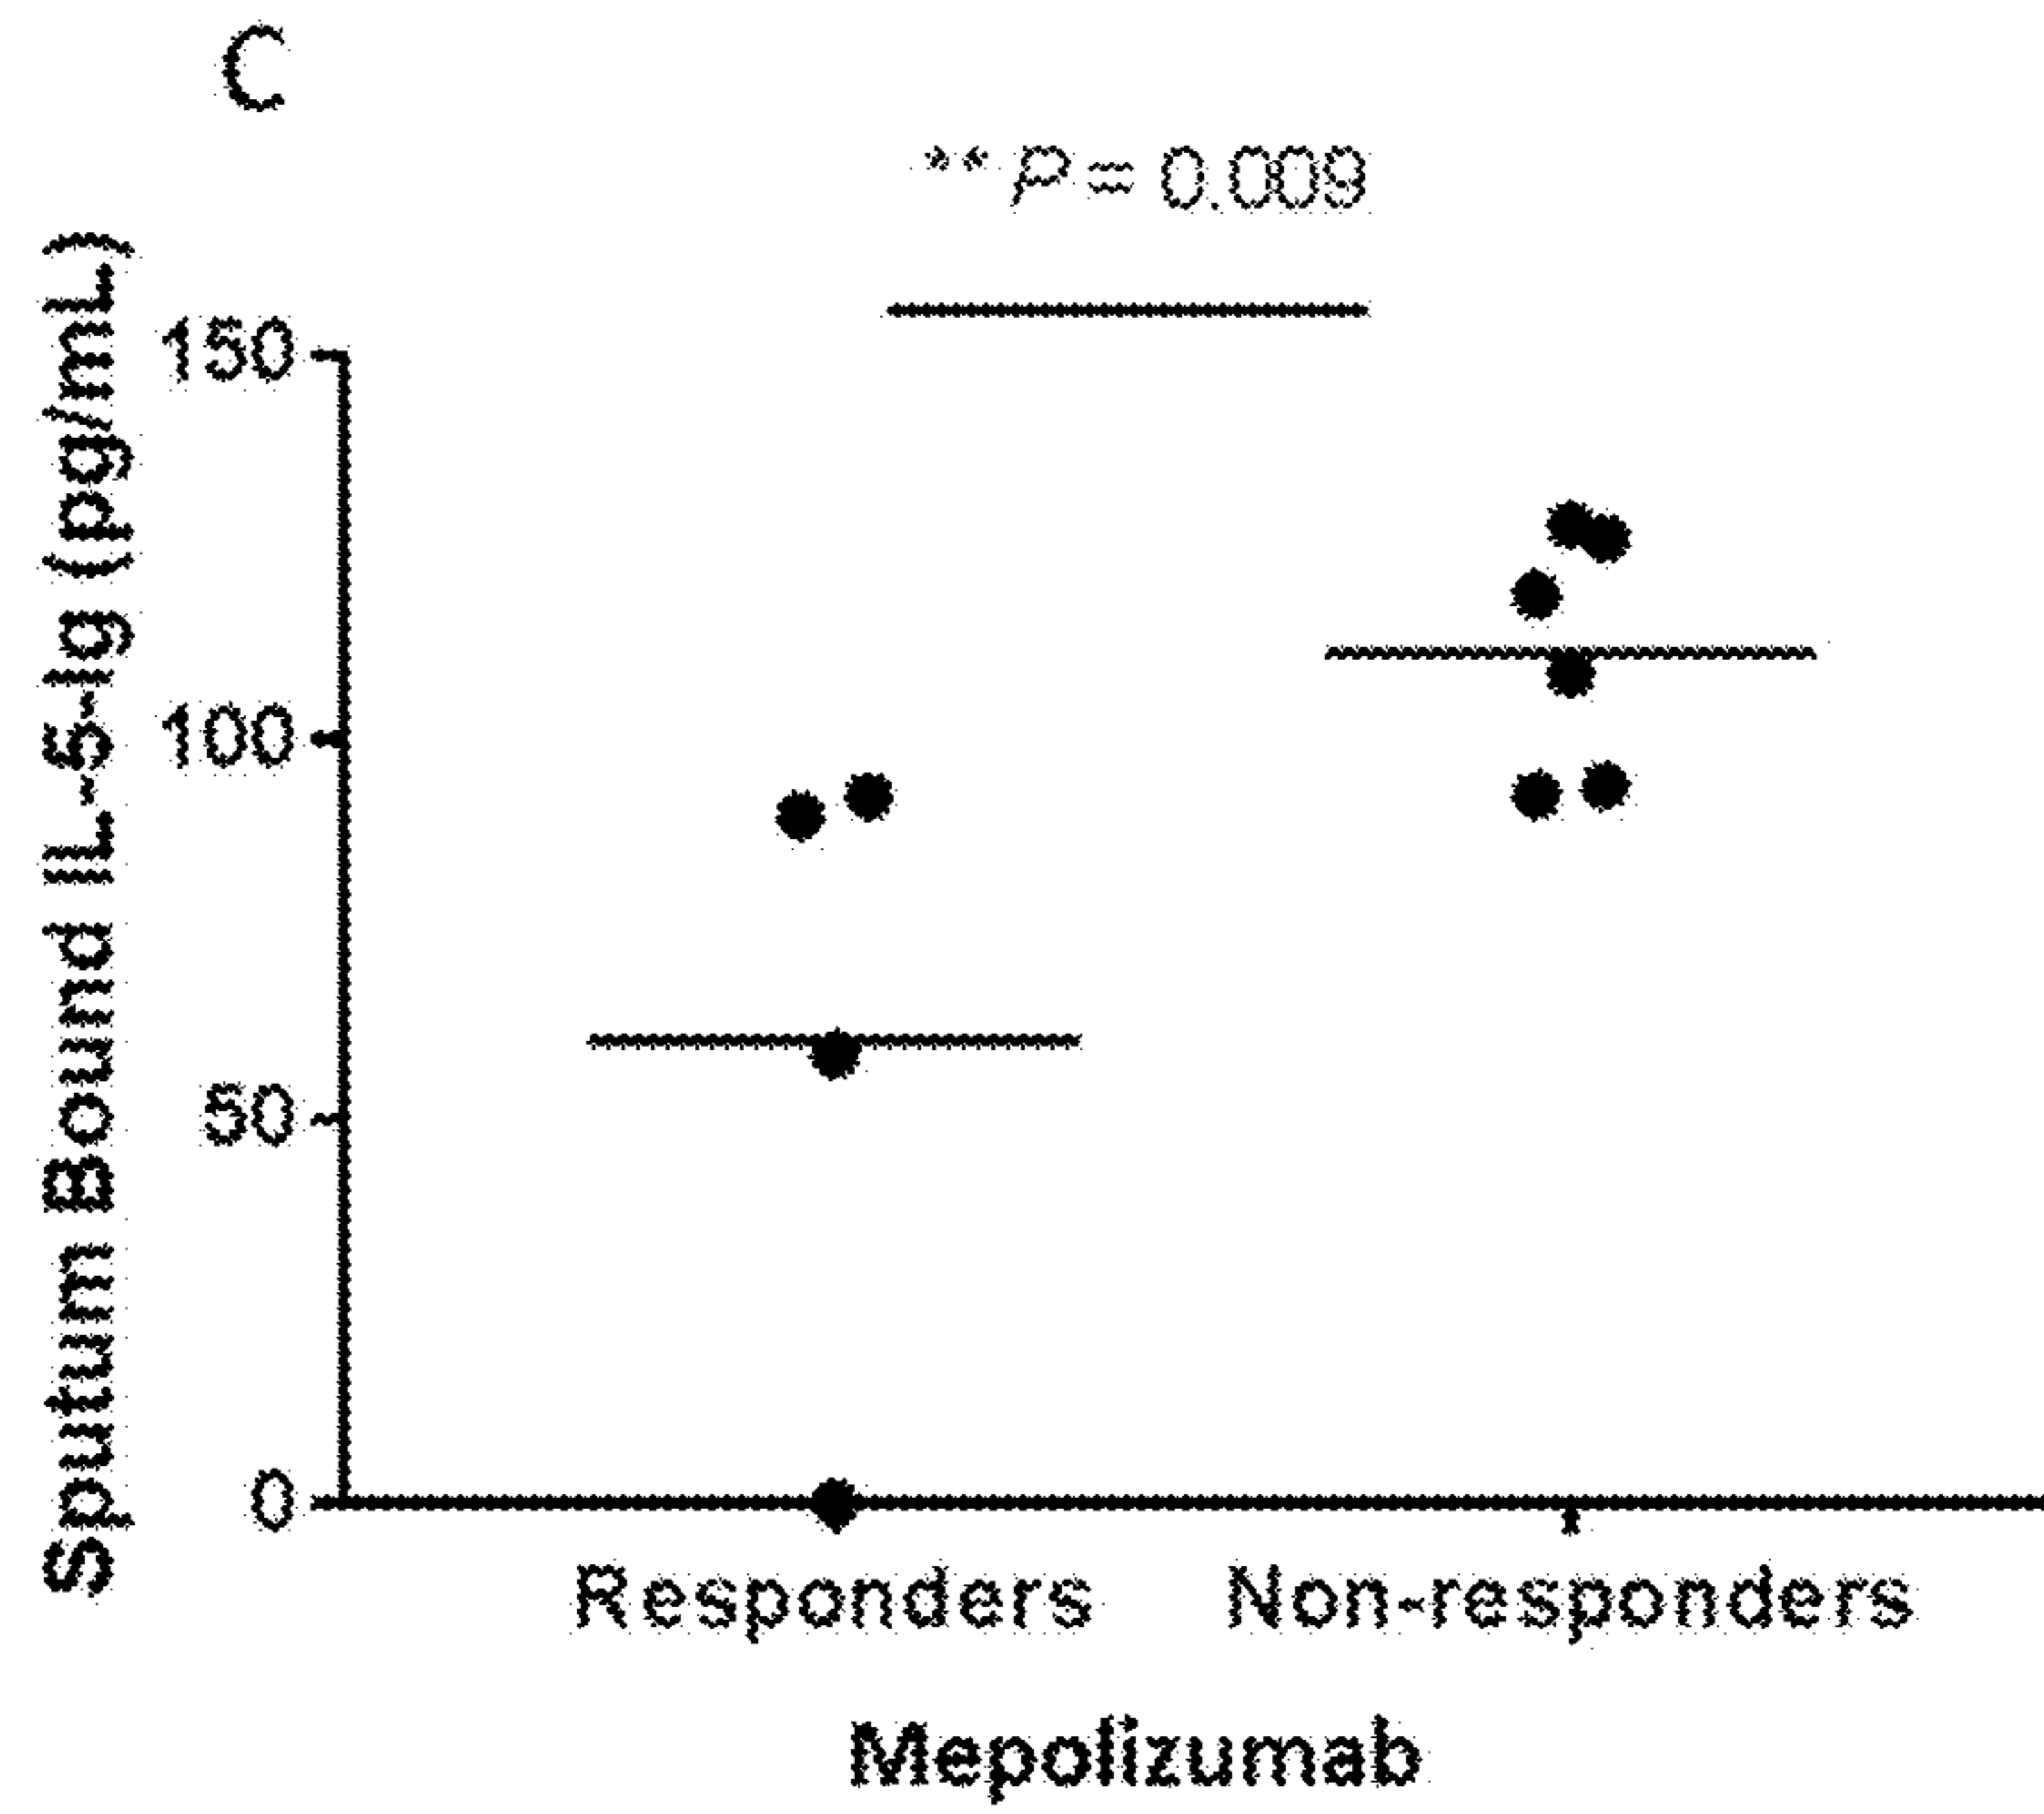 C
** P = 0.009
Sputum Bound IL-5-Ig (pg/mL)
150
100
50
0
Responders Non-responders
Mepolizumab